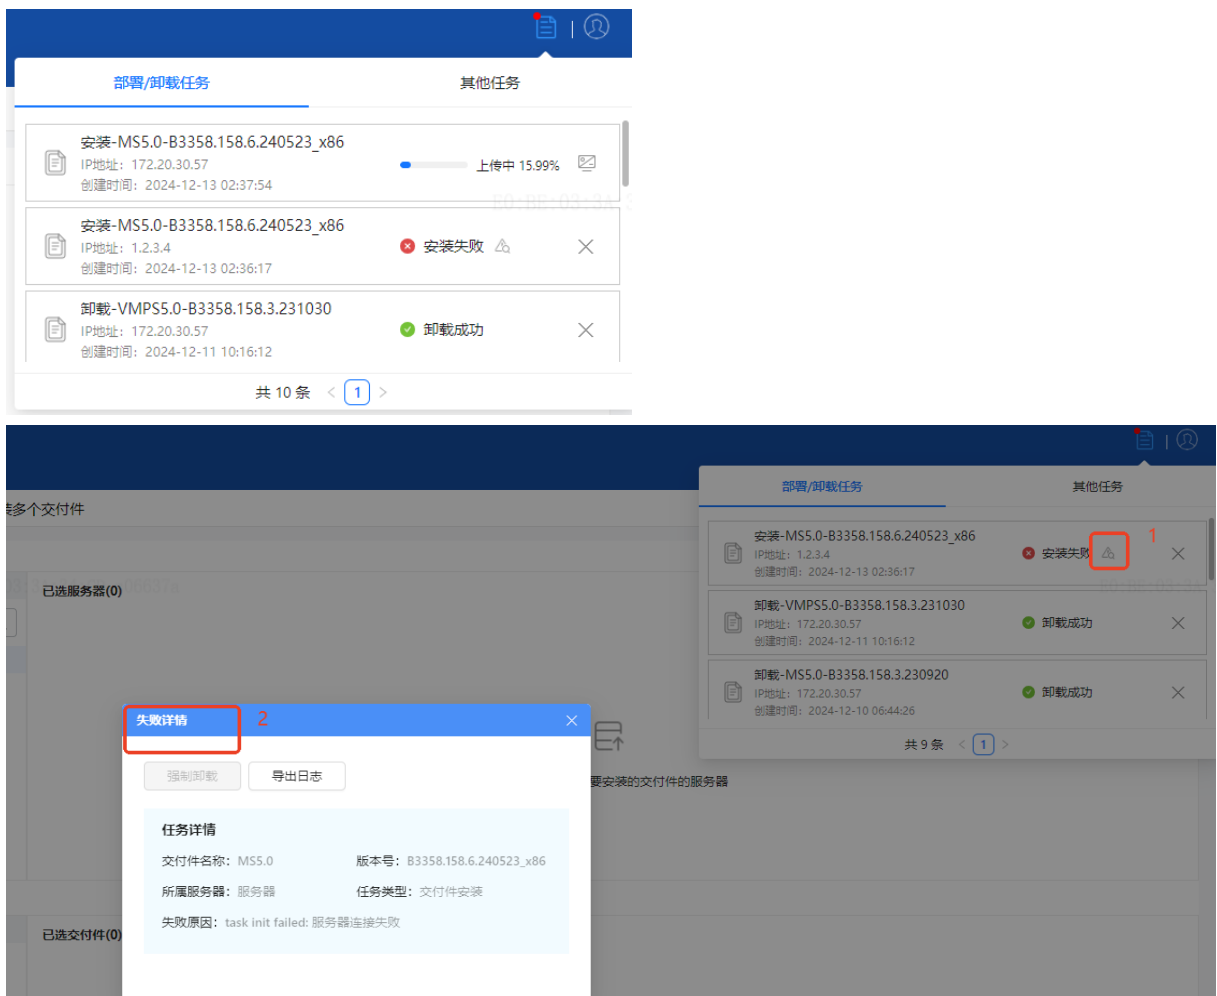 部署/卸载任务
其他任务
安装-MS5.0-B3358.158.6.240523_x86
IP地址：172.20.30.57
上传中 15.99%
创建时间：2024-12-13 02:37:54
安装-MS5.0-B3358.158.6.240523_x86
IP地址：1.2.3.4
安装失败
创建时间：2024-12-13 02:36:17
卸载-VMPS5.0-B3358.158.3.231030
IP地址：172.20.30.57
卸载成功
创建时间：2024-12-11 10:16:12
共 10 条 < 1 >
装多个交付件
部署/卸载任务
其他任务
安装-MS5.0-B3358.158.6.240523_x86
1
IP地址：1.2.3.4
安装失败
创建时间：2024-12-13 02:36:17
已选服务器(0)
卸载-VMPS5.0-B3358.158.3.231030
IP地址：172.20.30.57
卸载成功
创建时间：2024-12-11 10:16:12
卸载-MS5.0-B3358.158.3.230920
IP地址：172.20.30.57
卸载成功
创建时间：2024-12-10 06:44:26
共 9 条 < 1 >
失败详情
2
强制卸载
导出日志
要安装的交付件的服务器
任务详情
交付件名称：MS5.0
版本号：B3358.158.6.240523_x86
所属服务器：服务器
任务类型：交付件安装
失败原因：task init failed: 服务器连接失败
已选交付件(0)